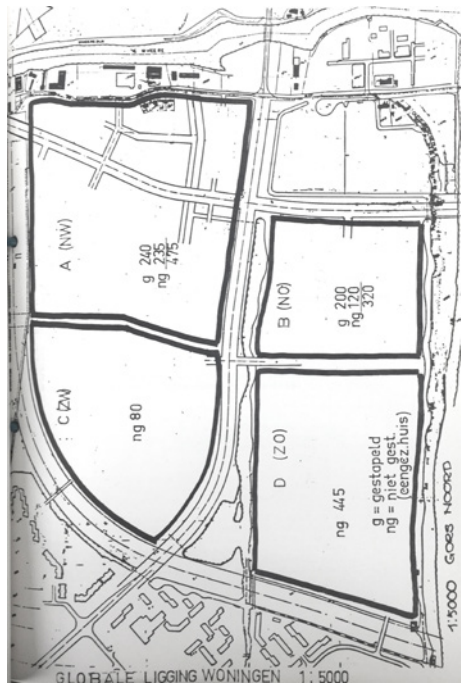 A (NW)
g 240
ng 235
475
B (NO)
g 200
ng 120
320
C (ZW)
ng 80
D (ZO)
ng 445
g = gestapeld
ng = niet gest.
(eengez.huis)
1:5000 GORS NOORD
GLOBALE LIGGING WONINGEN 1:5000